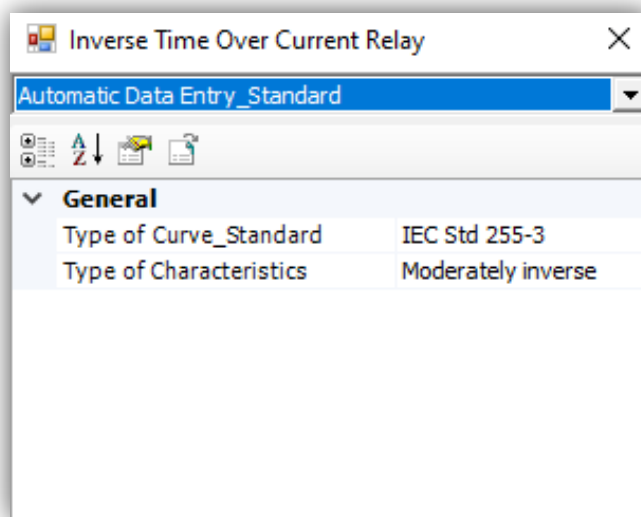 Inverse Time Over Current Relay
Automatic Data Entry_Standard
A
Z
General
Type of Curve_Standard IEC Std 255-3
Type of Characteristics Moderately inverse